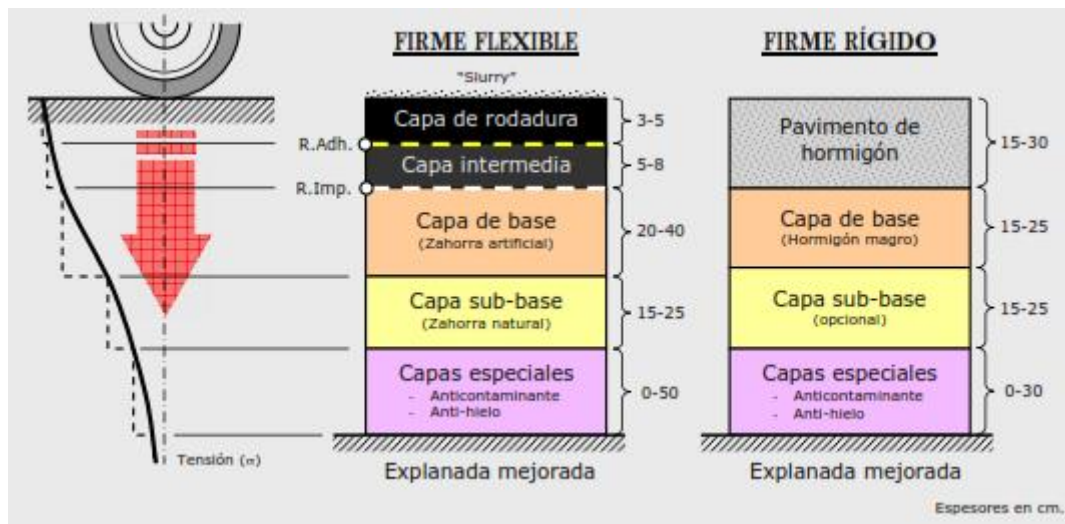 FIRME FLEXIBLE
"Slurry"
Capa de rodadura
3-5
R.Adh.
Capa intermedia
5-8
R.Imp.
Capa de base
(Zahorra artificial)
20-40
Capa sub-base
(Zahorra natural)
15-25
Capas especiales
- Anticontaminante
- Anti-hielo
0-50
Tensión (σ)
Explanada mejorada
FIRME RÍGIDO
Pavimento de
hormigón
15-30
Capa de base
(Hormigón magro)
15-25
Capa sub-base
(opcional)
15-25
Capas especiales
- Anticontaminante
- Anti-hielo
0-30
Explanada mejorada
Espesores en cm.